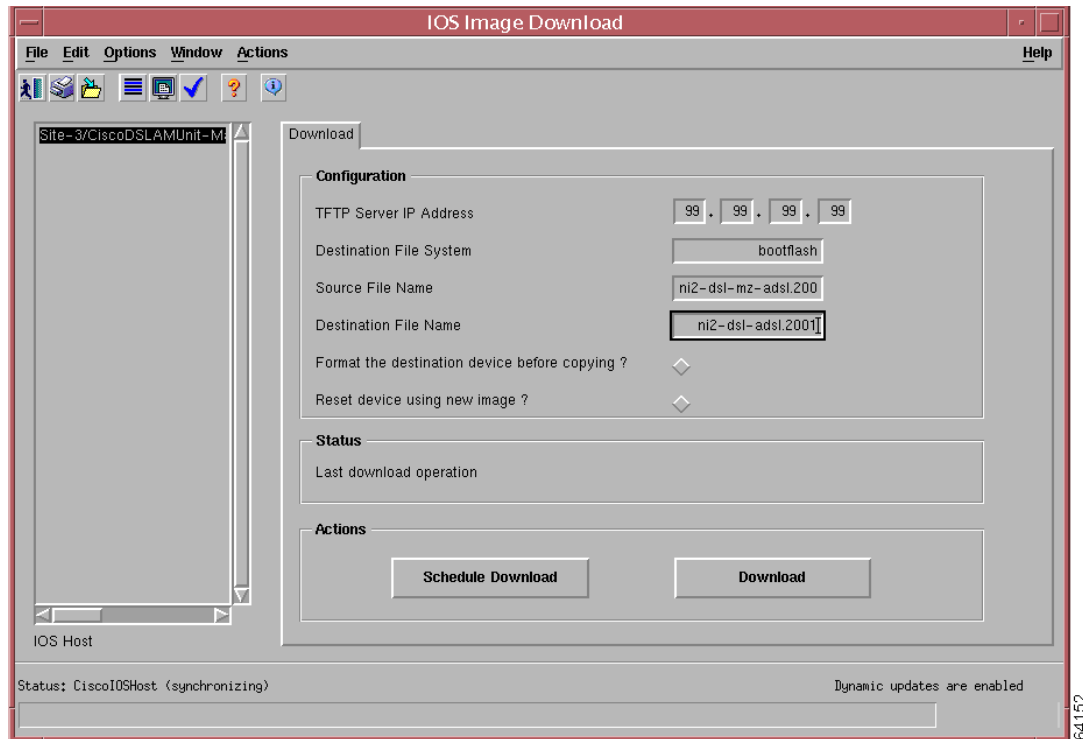 IOS Image Download
File Edit Options Window Actions Help
Site-3/CiscoDSLAMUnit-M
Download
Configuration
TFTP Server IP Address 99 . 99 . 99 . 99
Destination File System bootflash
Source File Name ni2-dsl-mz-adsl.200
Destination File Name ni2-dsl-adsl.2001
Format the destination device before copying ?
Reset device using new image ?
Status
Last download operation
Actions
Schedule Download Download
IOS Host
Status: CiscoIOSHost (synchronizing) Dynamic updates are enabled
64152